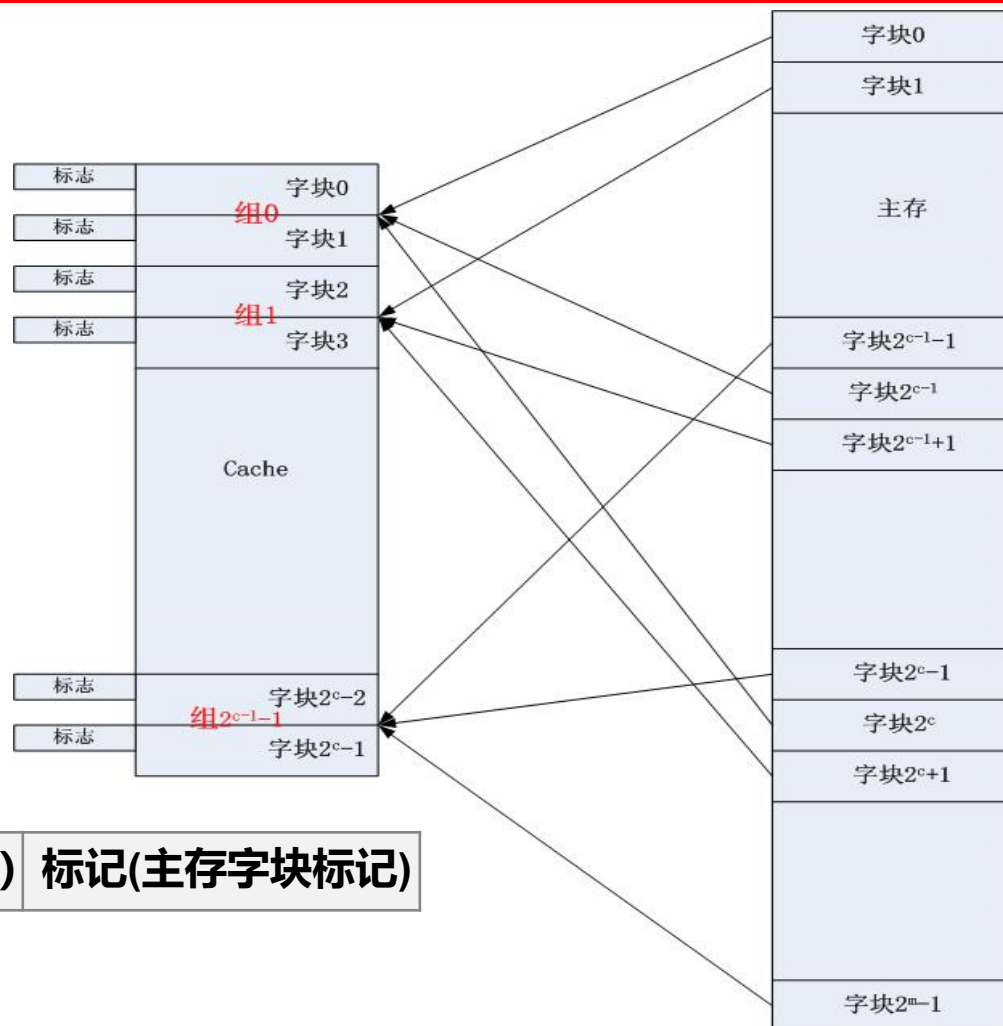 标志
字块0
组0
标志
字块1
标志
字块2
组1
标志
字块3
Cache
标志
字块2ᶜ-2
组2ᶜ⁻¹-1
标志
字块2ᶜ-1
)
标记(主存字块标记)
字块0
字块1
主存
字块2ᶜ⁻¹-1
字块2ᶜ⁻¹
字块2ᶜ⁻¹+1
字块2ᶜ-1
字块2ᶜ
字块2ᶜ+1
字块2ᵐ-1